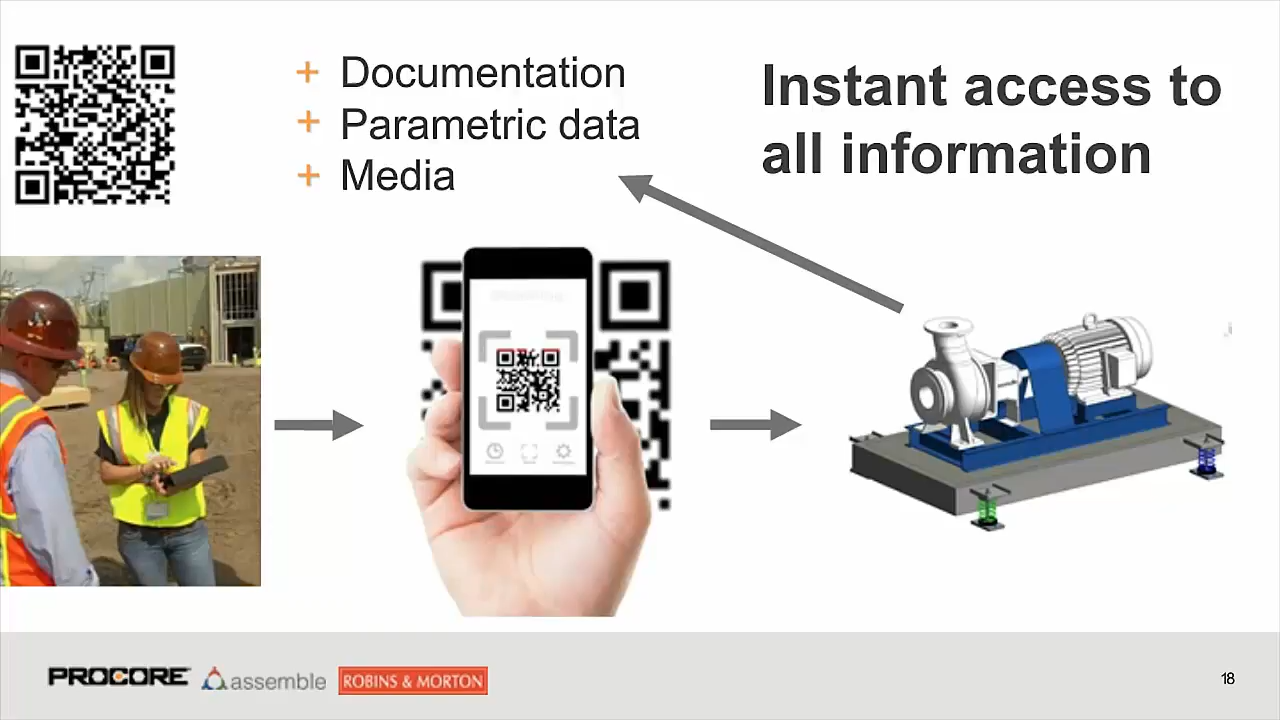 + Documentation
+ Parametric data
+ Media
Instant access to
all information
PROCORE
assemble
ROBINS & MORTON
18